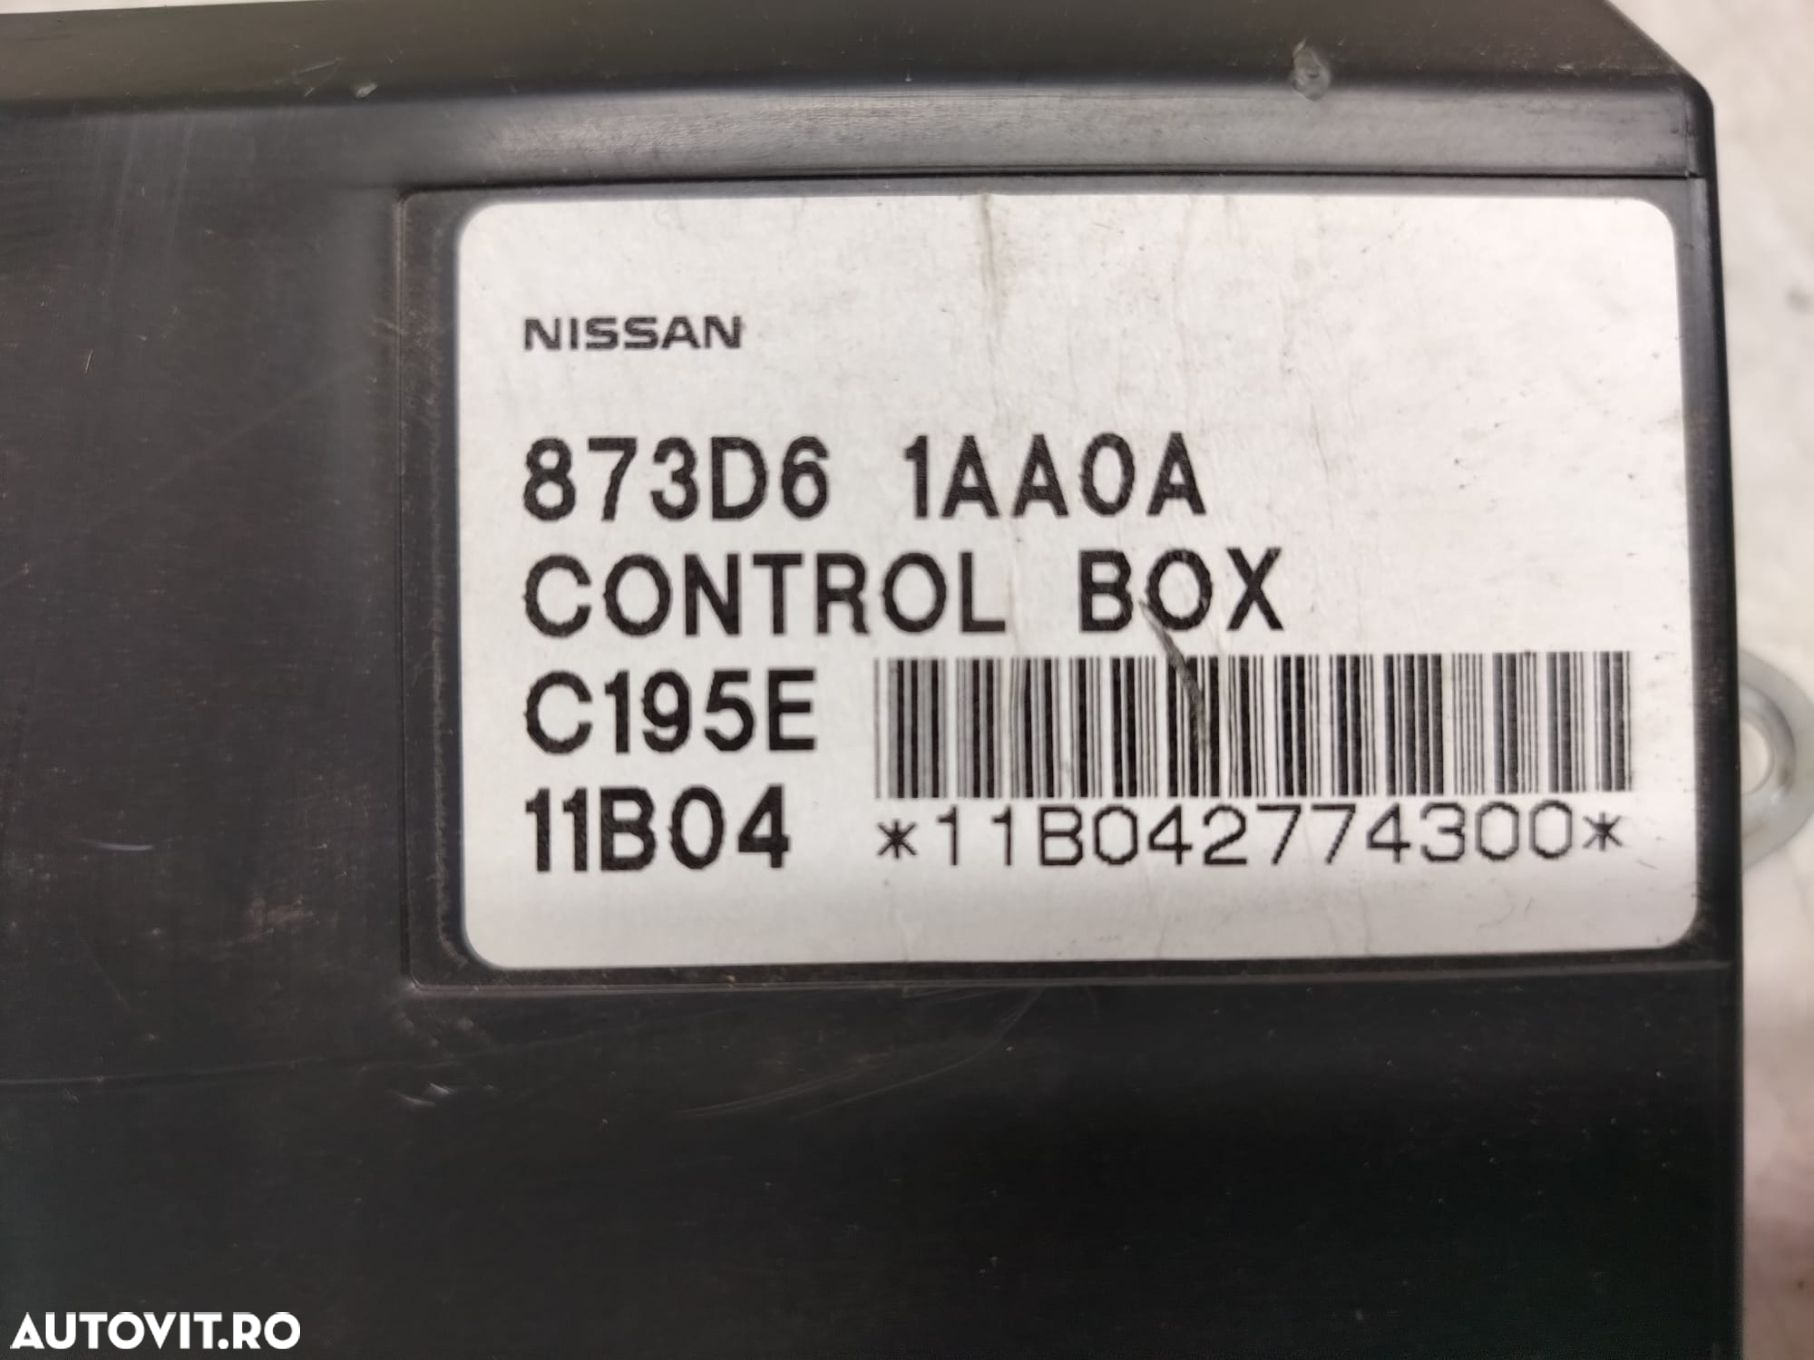 NISSAN
873D6 1AA0A
CONTROL BOX
C195E
11B04 *11B042774300*
AUTOVIT.RO